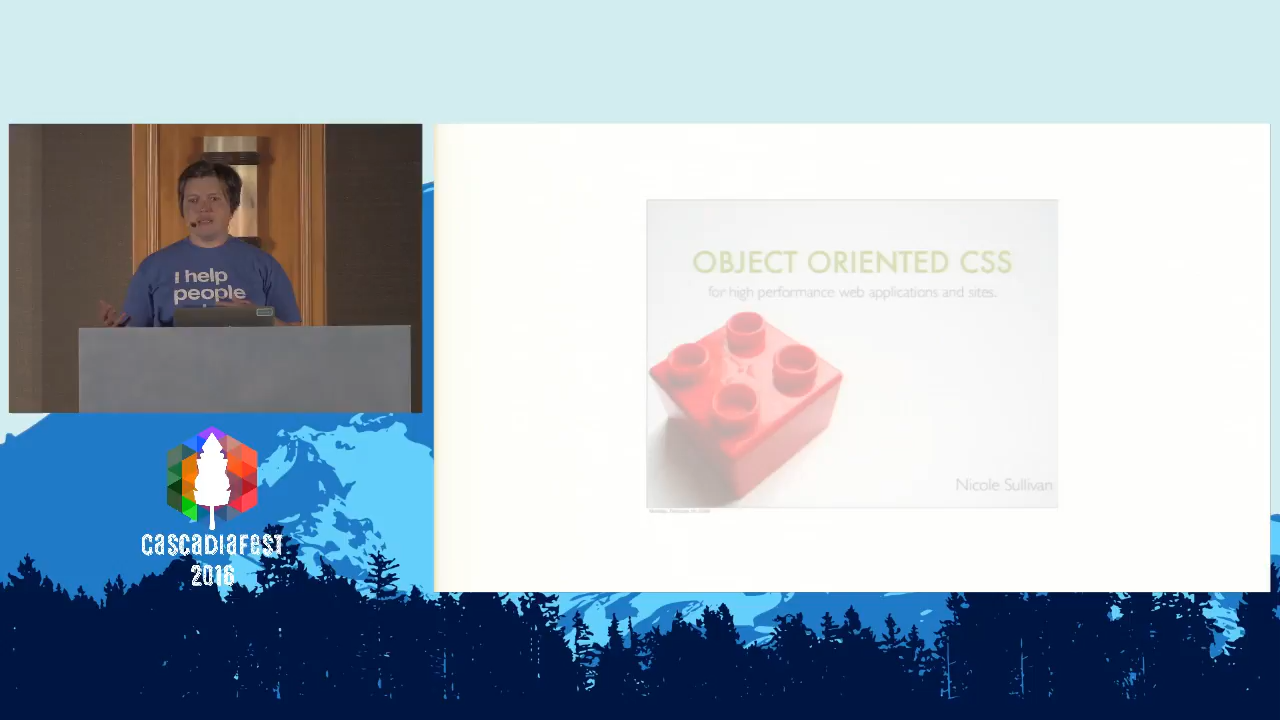 I help
people
OBJECT ORIENTED CSS
for high performance web applications and sites.
Nicole Sullivan
CASCADIAFEST
2016